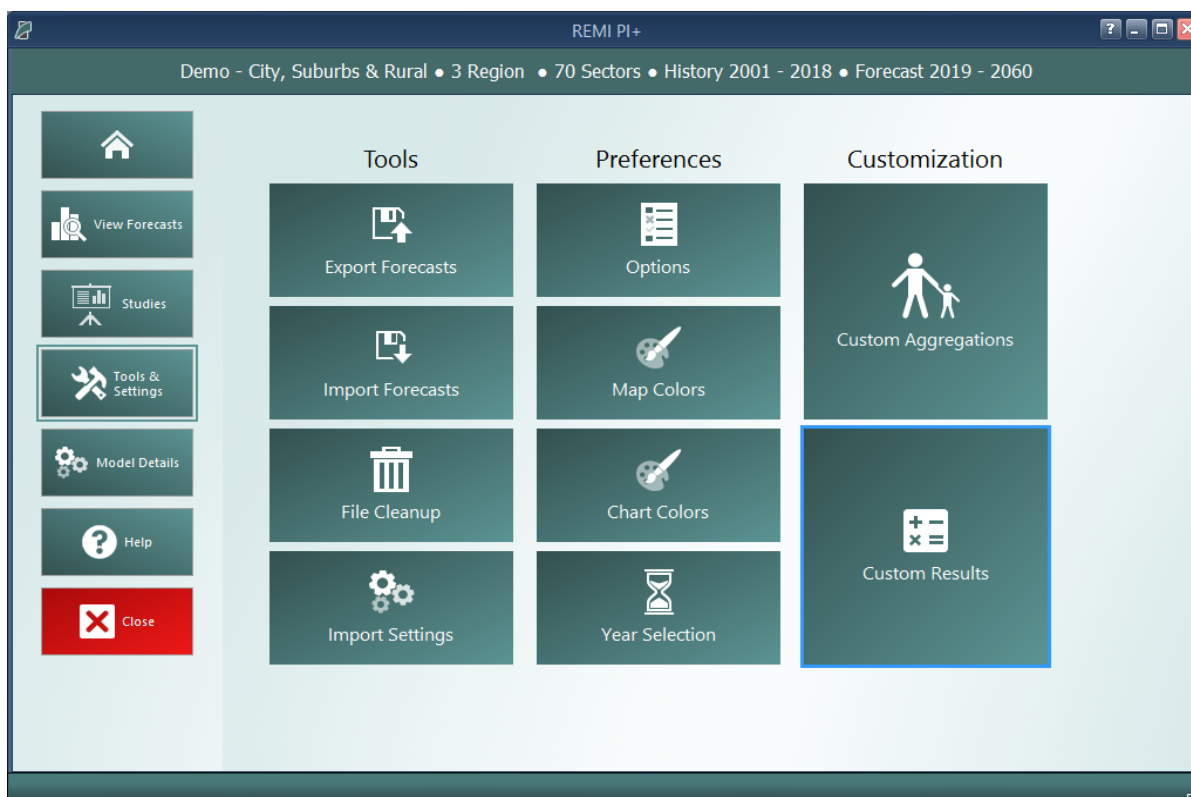 REMI PI+
Demo - City, Suburbs & Rural ● 3 Region ● 70 Sectors ● History 2001 - 2018 ● Forecast 2019 - 2060
View Forecasts
Studies
Tools &
Settings
Model Details
Help
Close
Tools
Export Forecasts
Import Forecasts
File Cleanup
Import Settings
Preferences
Options
Map Colors
Chart Colors
Year Selection
Customization
Custom Aggregations
Custom Results